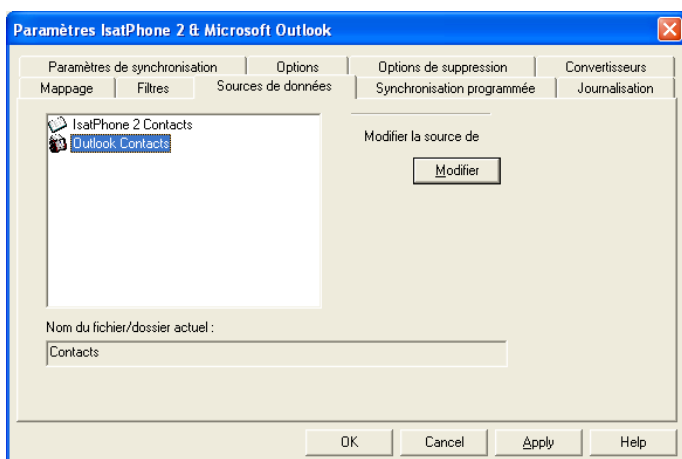 Paramètres IsatPhone 2 & Microsoft Outlook
Paramètres de synchronisation Options Options de suppression Convertisseurs
Mappage Filtres Sources de données Synchronisation programmée Journalisation
IsatPhone 2 Contacts
Outlook Contacts
Modifier la source de
Modifier
Nom du fichier/dossier actuel :
Contacts
OK Cancel Apply Help